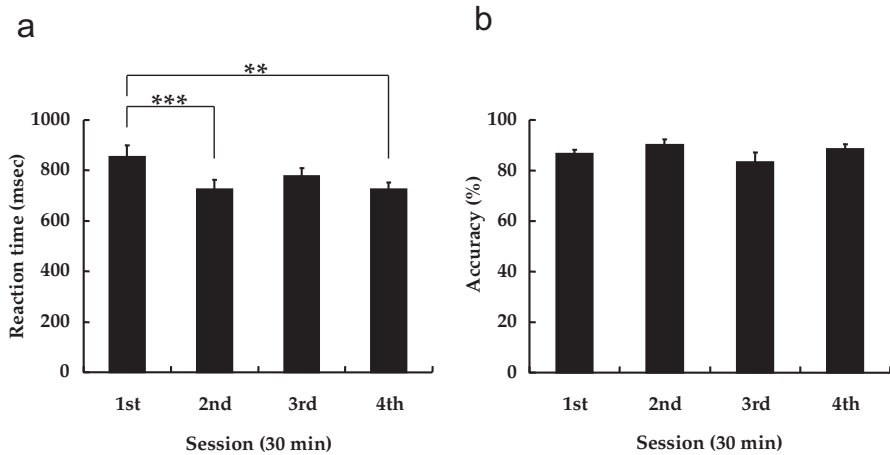 a
**
***
Reaction time (msec)
1000
800
600
400
200
0
1st 2nd 3rd 4th
Session (30 min)
b
Accuracy (%)
100
80
60
40
20
0
1st 2nd 3rd 4th
Session (30 min)